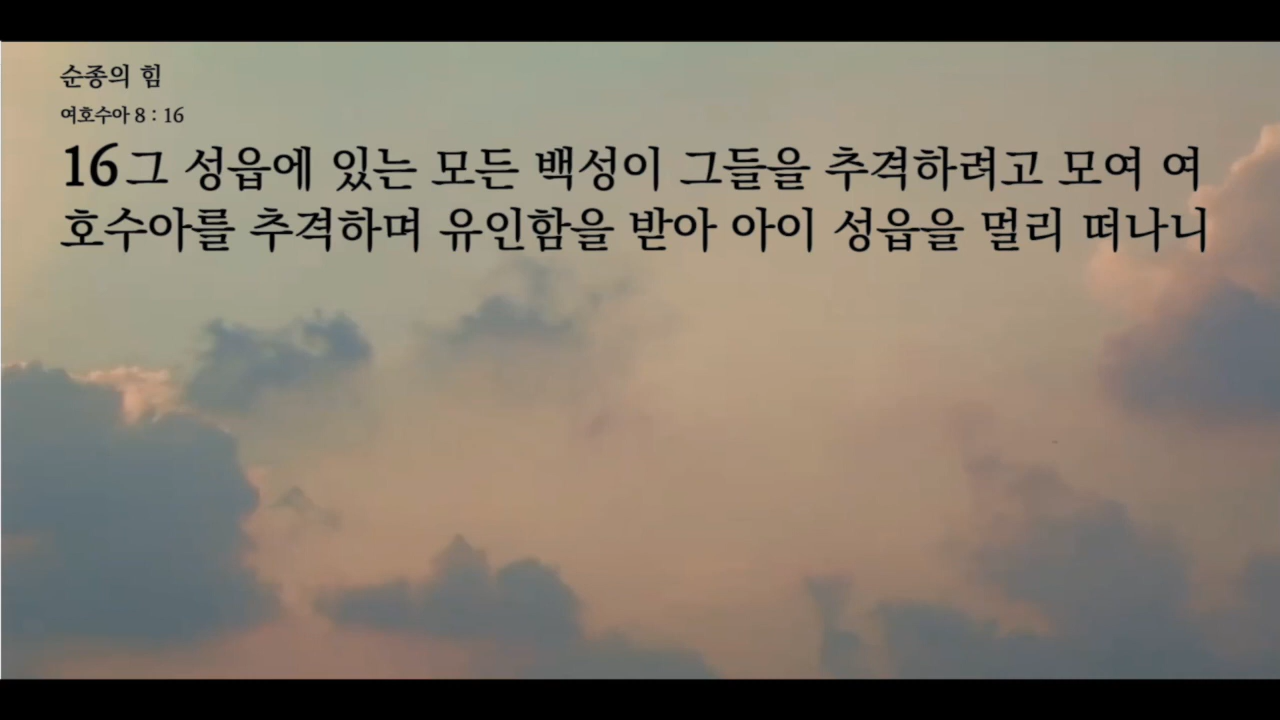 순종의 힘
여호수아 8 : 16
16그 성읍에 있는 모든 백성이 그들을 추격하려고 모여 여
호수아를 추격하며 유인함을 받아 아이 성읍을 멀리 떠나니